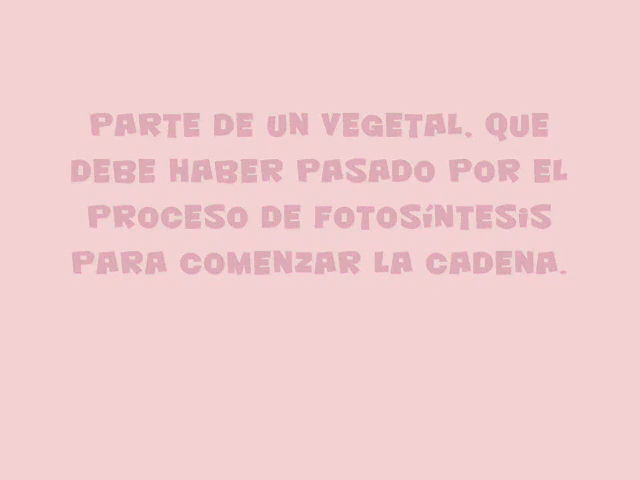 PARTE DE UN VEGETAL. QUE
DEBE HABER PASADO POR EL
PROCESO DE FOTOSÍNTESIS
PARA COMENZAR LA CADENA.